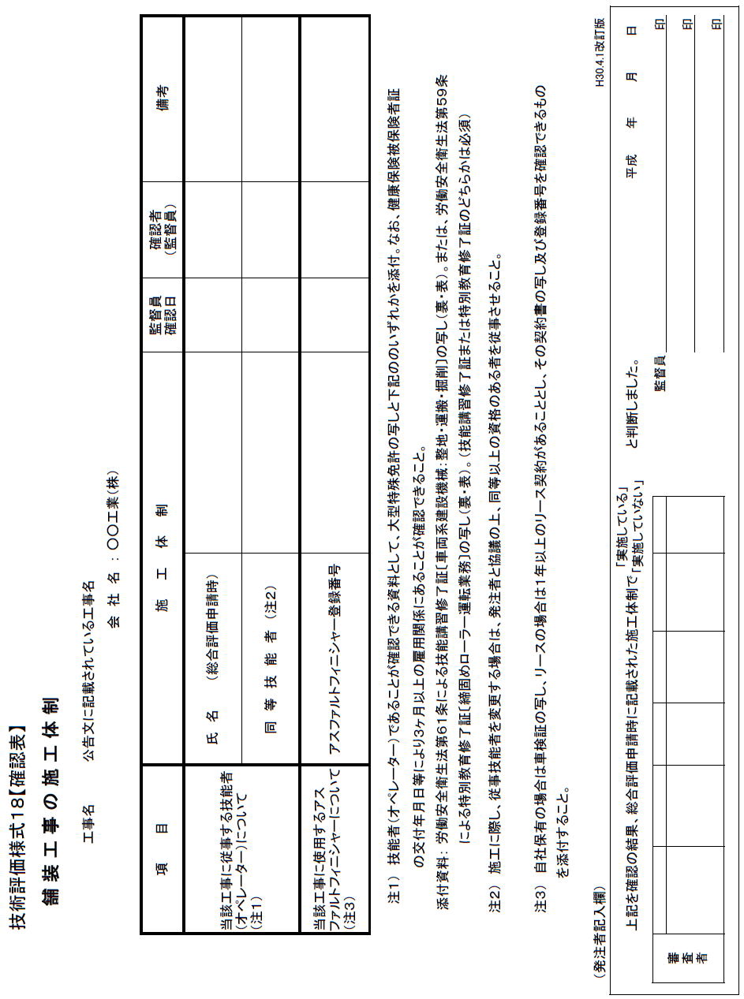 技術評価様式18【確認表】
舗装工事の施工体制
工事名　公告文に記載されている工事名
会社名：〇〇工業(株)
項　目　施　工　体　制　監督員確認日　確認者(監督員)　備考
当該工事に従事する技能者
(オペレーター)について
(注1)
氏　名　(総合評価申請時)
同　等　技　能　者　(注2)
当該工事に使用するアス
ファルトフィニシャーについて
(注3)
アスファルトフィニシャー登録番号
注1)　技能者(オペレーター)であることが確認できる資料として、大型特殊免許の写しと下記ののいずれかを添付。なお、健康保険被保険者証
の交付年月日等により3ヶ月以上の雇用関係にあることが確認できること。
添付資料：労働安全衛生法第61条による技能講習修了証[車両系建設機械：整地・運搬・掘削]の写し(裏・表)。または、労働安全衛生法第59条
による特別教育修了証[締固めローラー運転業務]の写し(裏・表)。(技能講習修了証または特別教育修了証のどちらかは必須)
注2)　施工に際し、従事技能者を変更する場合は、発注者と協議の上、同等以上の資格のある者を従事させること。
注3)　自社保有の場合は車検証の写し、リースの場合は1年以上のリース契約があることとし、その契約書の写し及び登録番号を確認できるもの
を添付すること。
(発注者記入欄)
H30.4.1改訂版
上記を確認の結果、総合評価申請時に記載された施工体制で「実施している」
「実施していない」
と判断しました。
平成　年　月　日
審査者
監督員　印
印
印